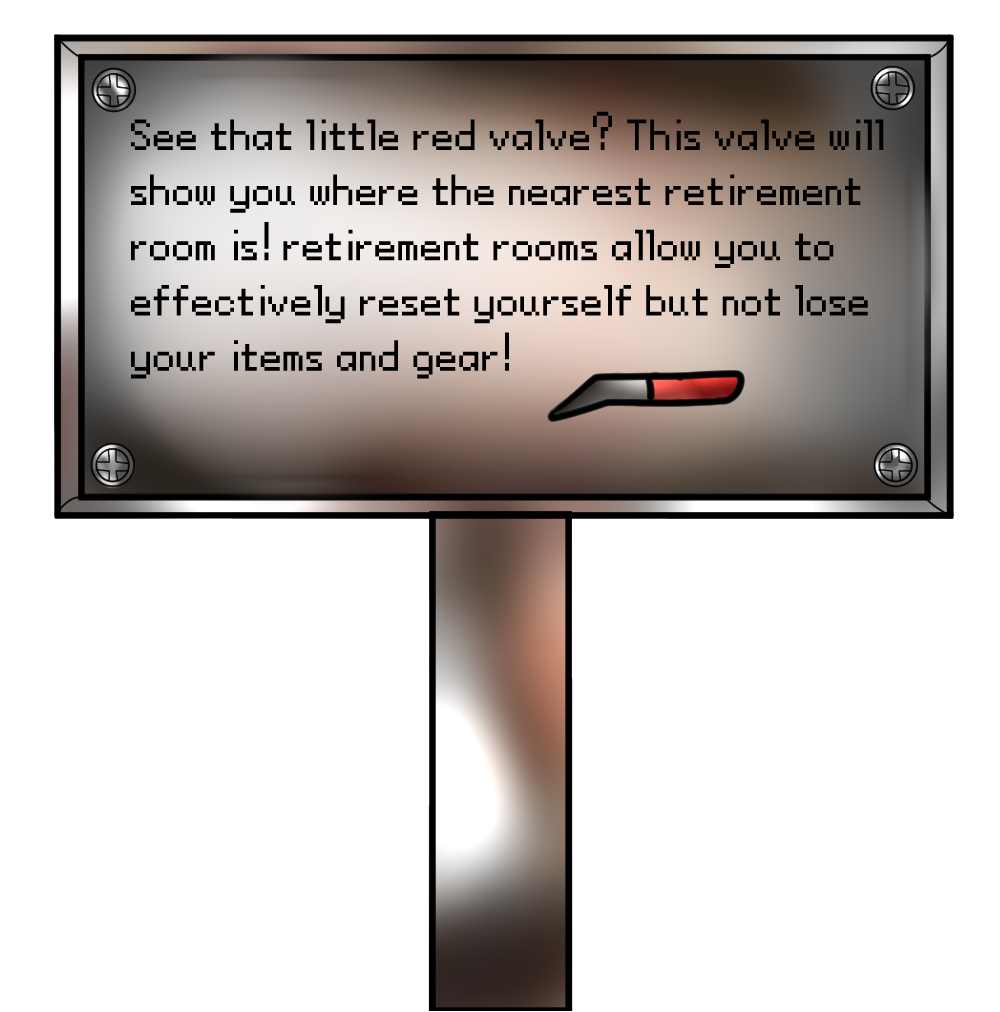 See that little red valve? This valve will
show you where the nearest retirement
room is! retirement rooms allow you to
effectively reset yourself but not lose
your items and gear!